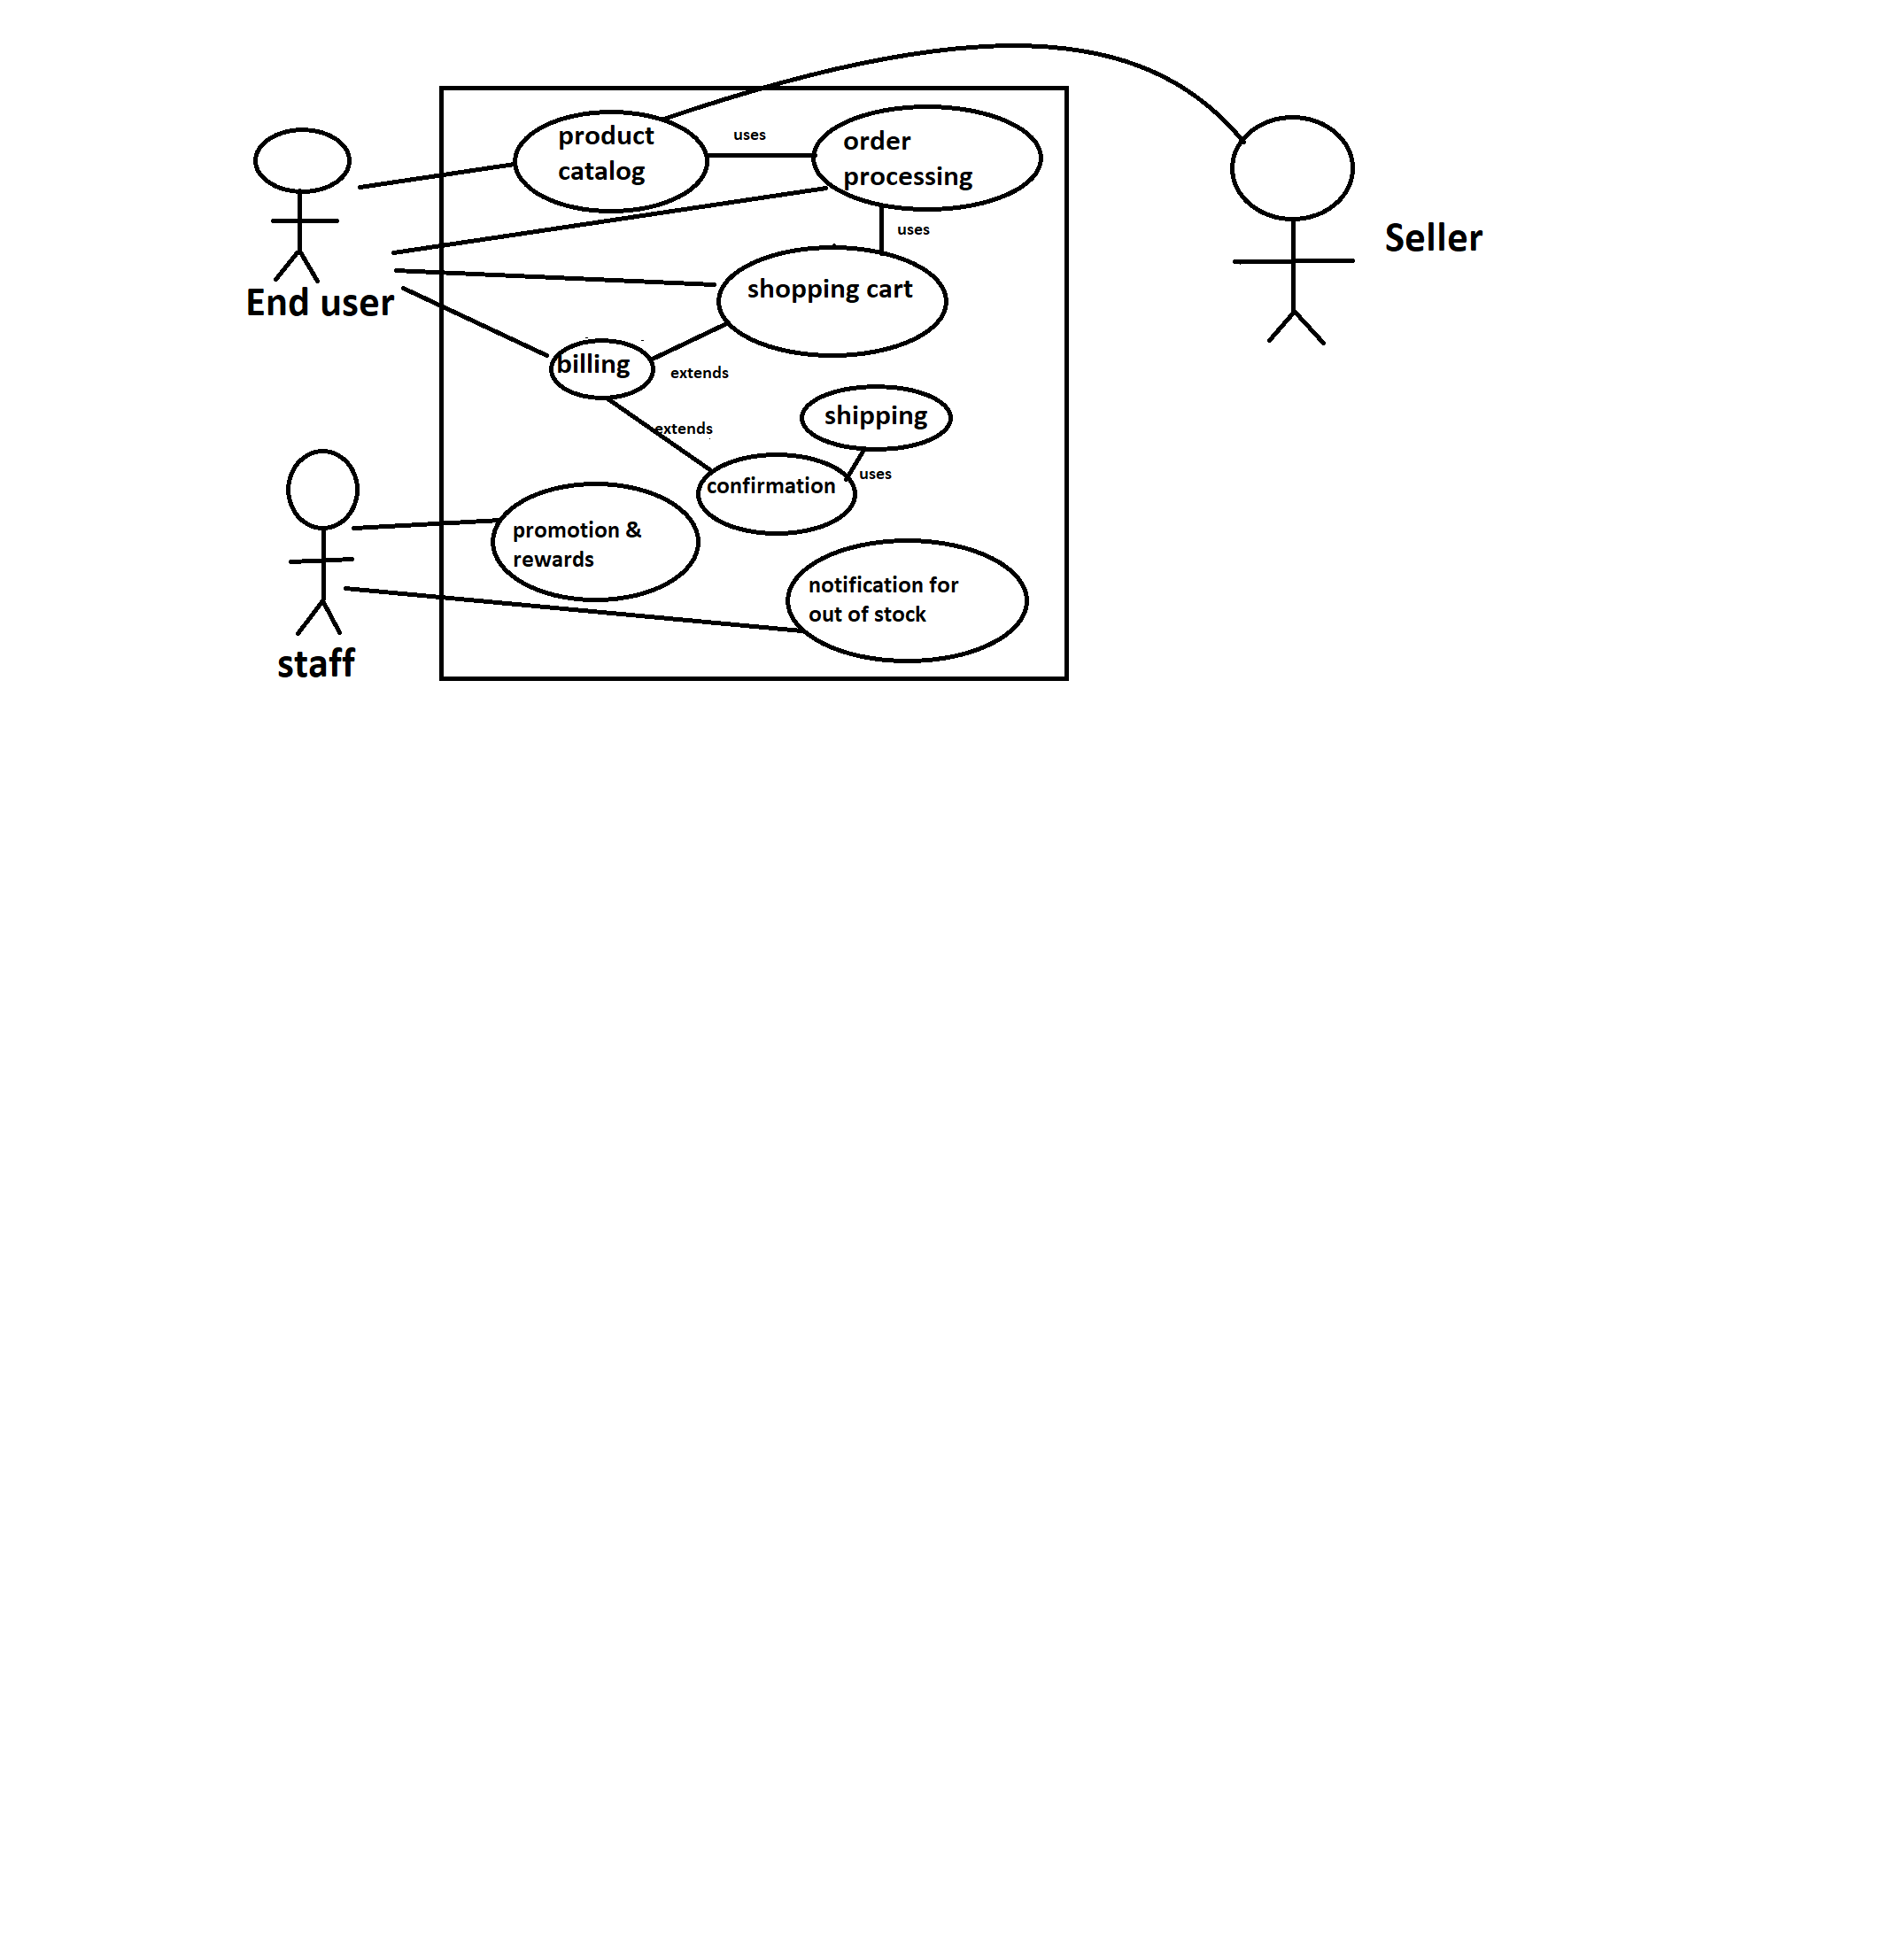 product
catalog
uses
order
processing
uses
Seller
End user
shopping cart
billing
extends
shipping
extends
uses
confirmation
promotion &
rewards
notification for
out of stock
staff